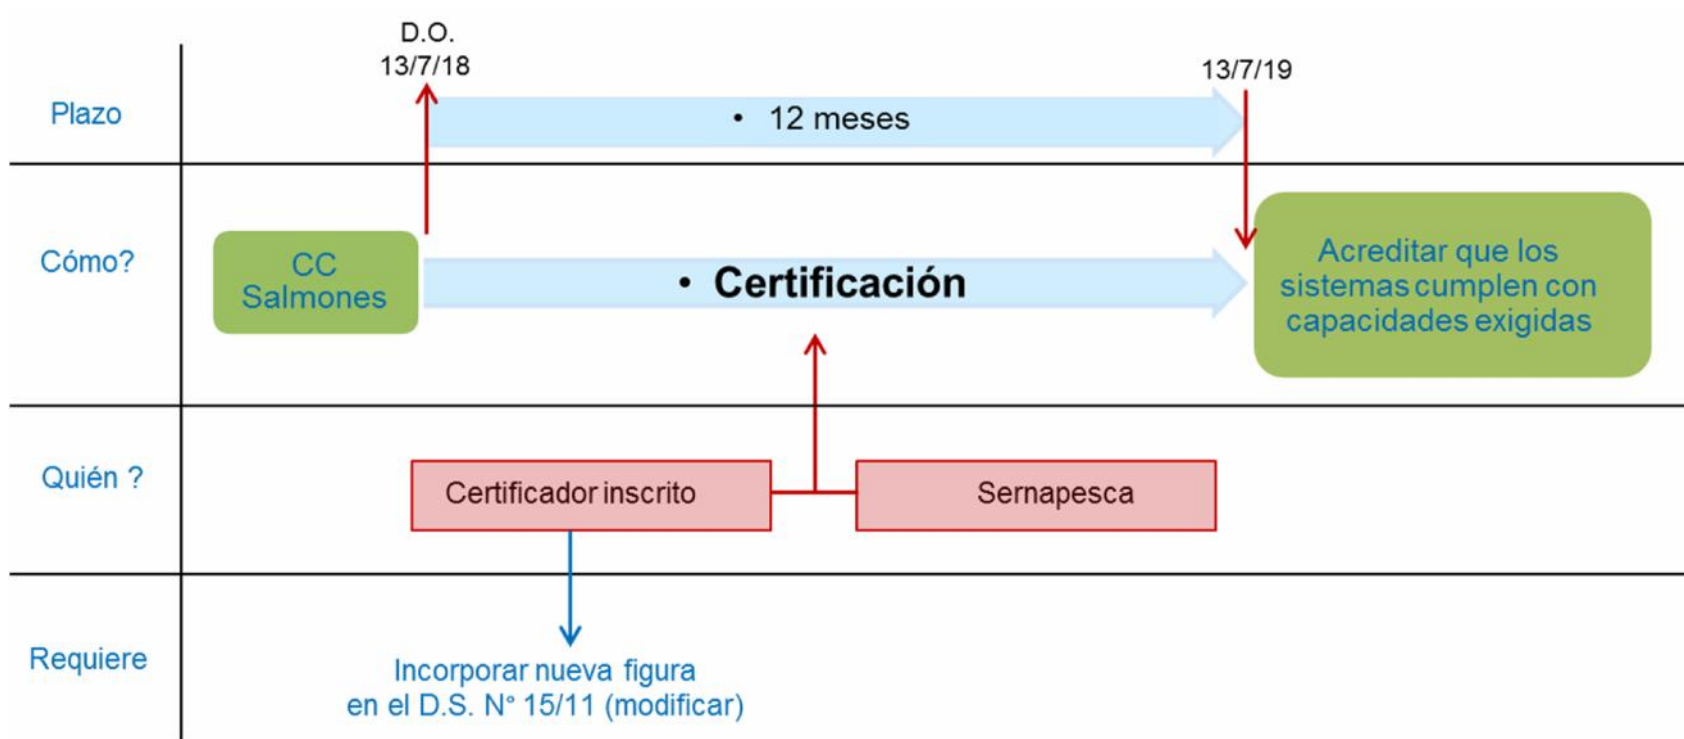 D.O.
13/7/18
13/7/19
Plazo
• 12 meses
Cómo?
CC
Salmones
• Certificación
Acreditar que los
sistemas cumplen con
capacidades exigidas
Quién ?
Certificador inscrito
Sernapesca
Requiere
Incorporar nueva figura
en el D.S. N° 15/11 (modificar)